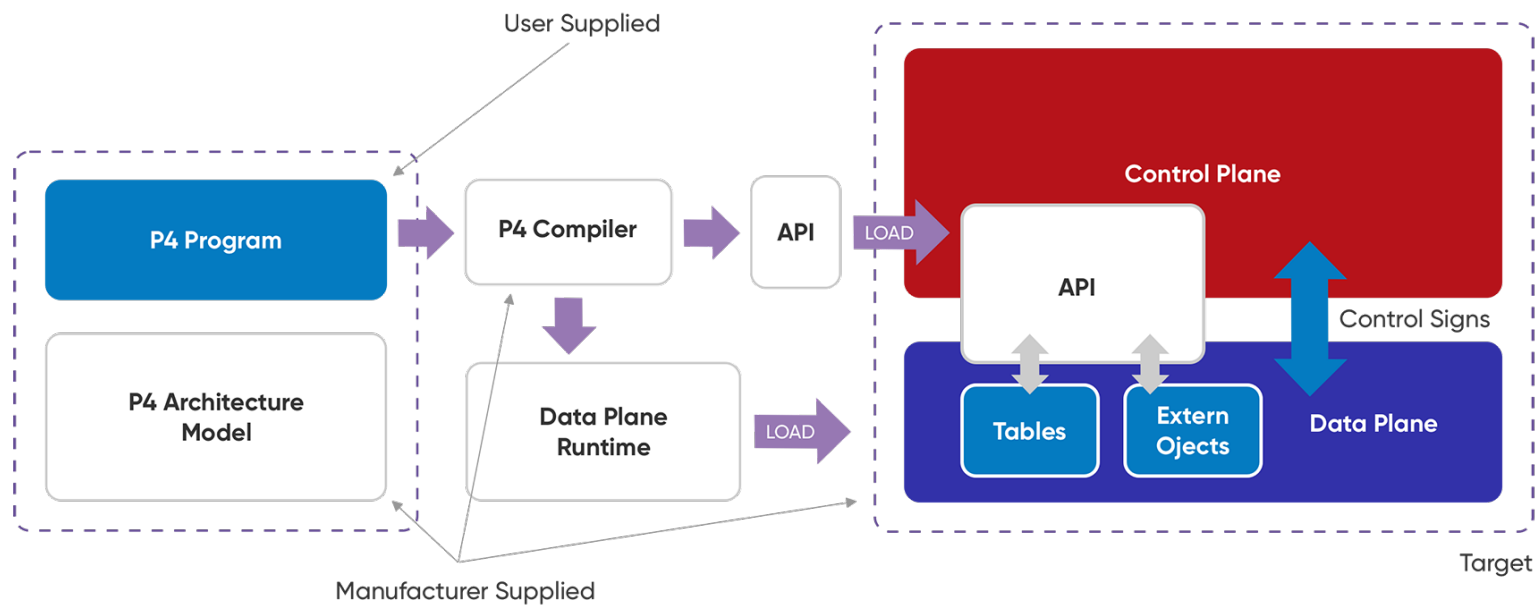 User Supplied
P4 Program
P4 Architecture
Model
P4 Compiler
API
LOAD
Data Plane
Runtime
LOAD
Control Plane
API
Control Signs
Tables
Extern
Ojects
Data Plane
Manufacturer Supplied
Target